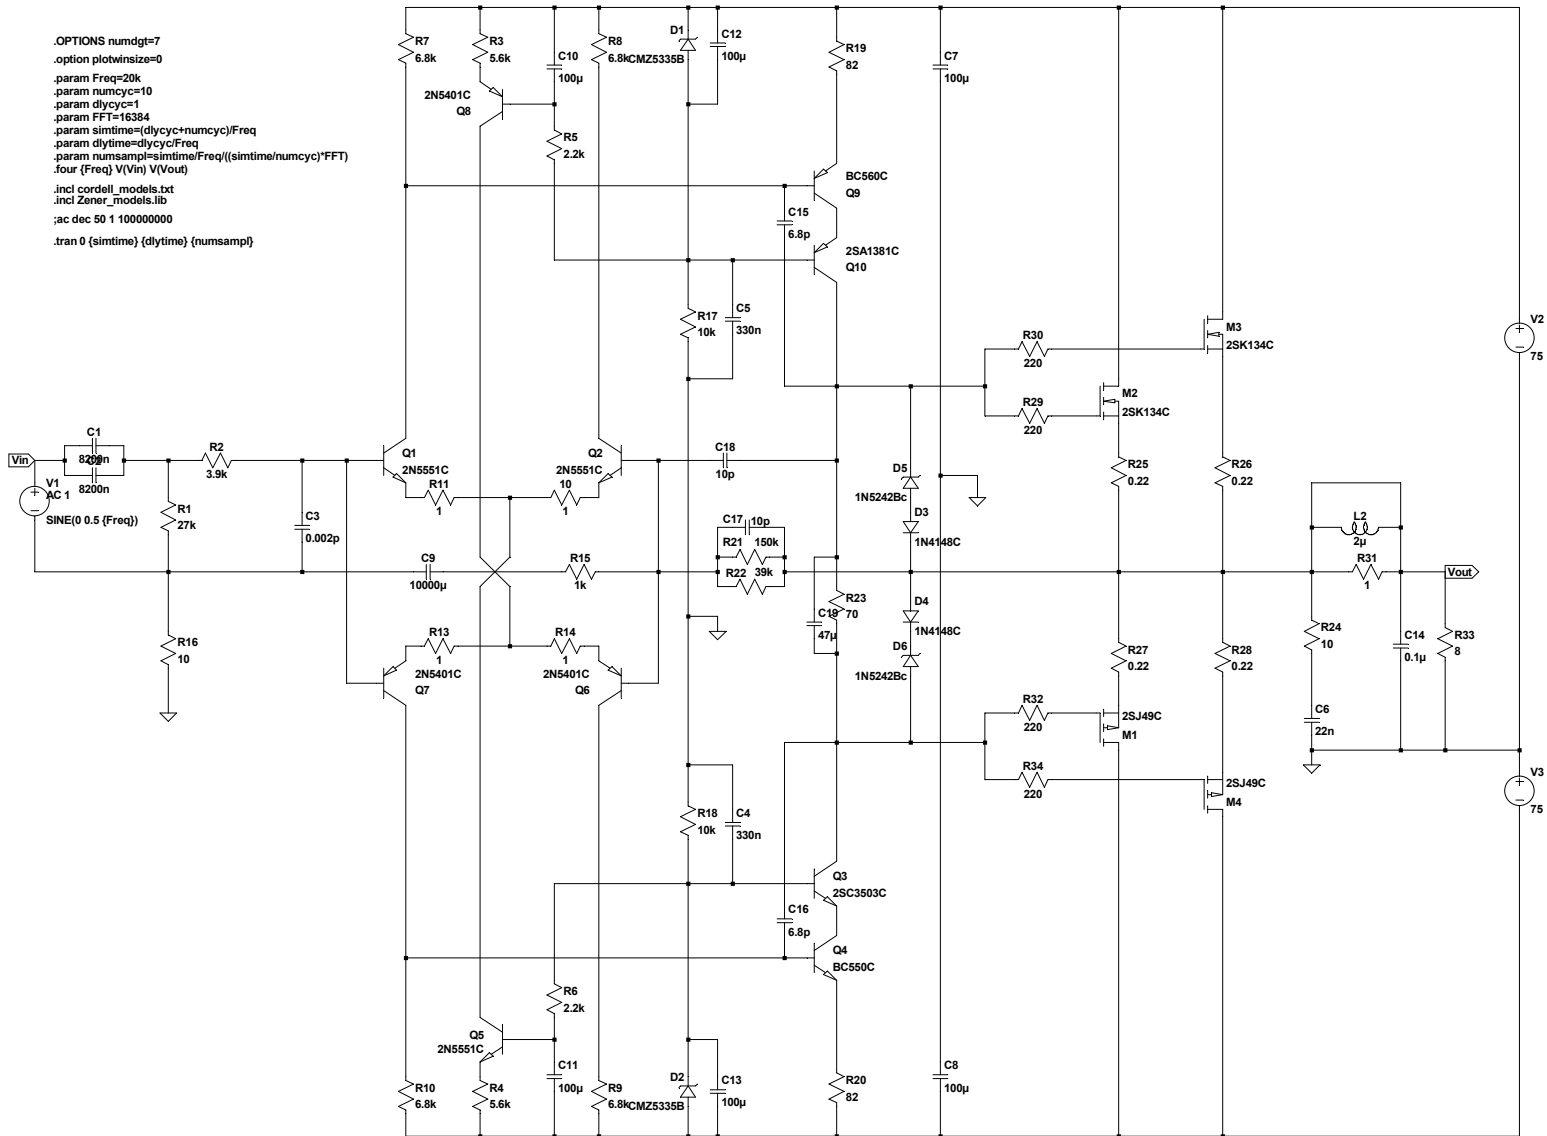 .OPTIONS numdgt=7
.option plotwinsize=0
.param Freq=20k
.param numcyc=10
.param dlycyc=1
.param FFT=16384
.param simtime=(dlycyc+numcyc)/Freq
.param dlytime=dlycyc/Freq
.param numsampl=simtime/Freq/((simtime/numcyc)*FFT)
.four {Freq} V(Vin) V(Vout)
.incl cordell_models.txt
.incl Zener_models.lib
;ac dec 50 1 100000000
.tran 0 {simtime} {dlytime} {numsampl}
R7
6.8k
R3
5.6k
C10
100µ
R8
6.8k
D1
CMZ5335B
C12
100µ
R19
82
C7
100µ
2N5401C
Q8
R5
2.2k
BC560C
Q9
C15
6.8p
2SA1381C
Q10
R17
10k
C5
330n
R30
220
M3
2SK134C
V2
75
R29
220
M2
2SK134C
Vin
C1
8200n
C2
8200n
R2
3.9k
Q1
2N5551C
Q2
2N5551C
C18
10p
R11
1
10
1
D5
1N5242Bc
R25
0.22
R26
0.22
V1
AC 1
SINE(0 0.5 {Freq})
R1
27k
C3
0.002p
C9
10000µ
R15
1k
C17
10p
R21
150k
R22
39k
D3
1N4148C
L2
2µ
R31
1
Vout
R16
10
R13
1
R14
1
2N5401C
Q7
2N5401C
Q6
C19
47µ
R23
70
D4
1N4148C
D6
1N5242Bc
R27
0.22
R28
0.22
R24
10
C14
0.1µ
R33
8
C6
22n
R32
220
2SJ49C
M1
R34
220
2SJ49C
M4
V3
75
R18
10k
C4
330n
Q3
2SC3503C
C16
6.8p
Q4
BC550C
R6
2.2k
Q5
2N5551C
R10
6.8k
R4
5.6k
C11
100µ
R9
6.8k
D2
CMZ5335B
C13
100µ
R20
82
C8
100µ